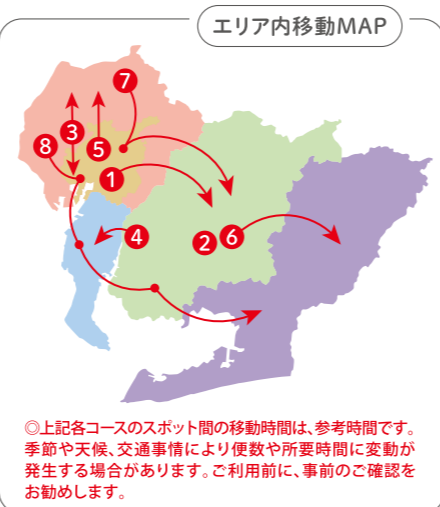 エリア内移動MAP
7
3
8
5
1
4
2 6
◎上記各コースのスポット間の移動時間は、参考時間です。
季節や天候、交通事情により便数や所要時間に変動が
発生する場合があります。ご利用前に、事前のご確認を
お勧めします。